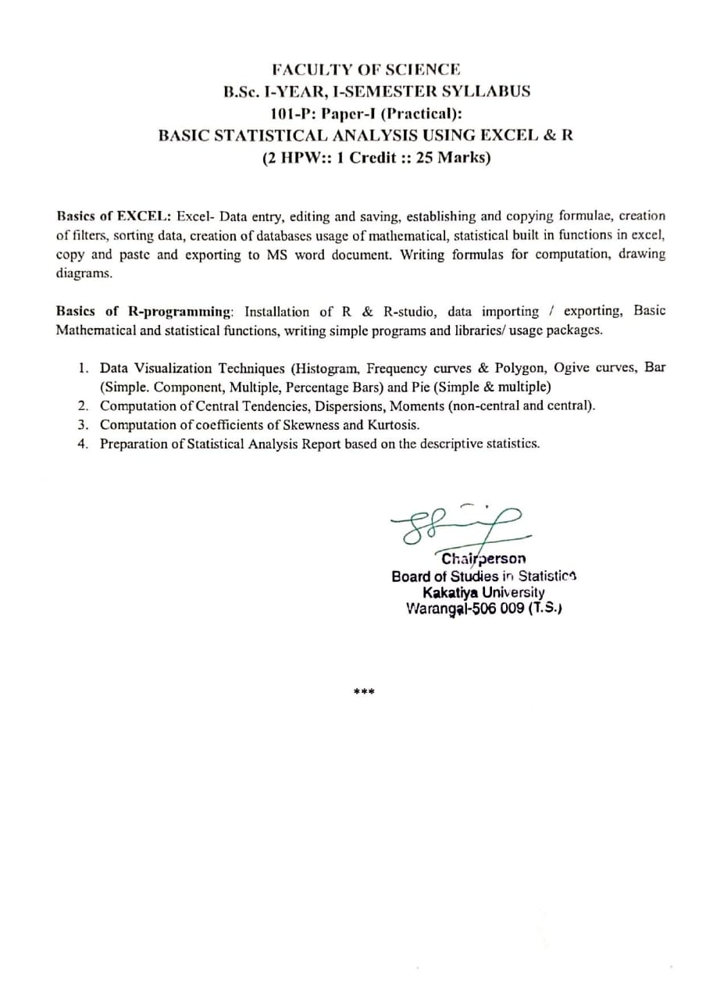 FACULTY OF SCIENCE
B.Sc. I-YEAR, I-SEMESTER SYLLABUS
101-P: Paper-I (Practical):
BASIC STATISTICAL ANALYSIS USING EXCEL & R
(2 HPW:: 1 Credit :: 25 Marks)
Basics of EXCEL: Excel- Data entry, editing and saving, establishing and copying formulae, creation
of filters, sorting data, creation of databases usage of mathematical, statistical built in functions in excel,
copy and paste and exporting to MS word document. Writing formulas for computation, drawing
diagrams.
Basics of R-programming: Installation of R & R-studio, data importing / exporting, Basic
Mathematical and statistical functions, writing simple programs and libraries/ usage packages.
1. Data Visualization Techniques (Histogram, Frequency curves & Polygon, Ogive curves, Bar
(Simple. Component, Multiple, Percentage Bars) and Pie (Simple & multiple)
2. Computation of Central Tendencies, Dispersions, Moments (non-central and central).
3. Computation of coefficients of Skewness and Kurtosis.
4. Preparation of Statistical Analysis Report based on the descriptive statistics.
Chairperson
Board of Studies in Statistics
Kakatiya University
Warangal-506 009 (T.S.)
***